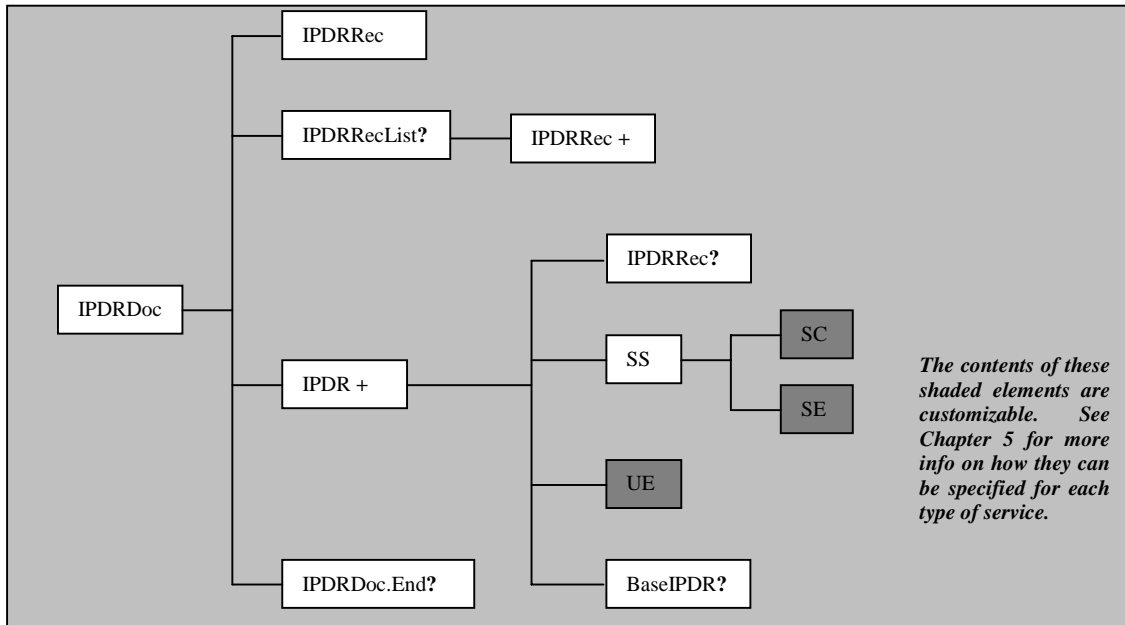 IPDRRec
IPDRRecList?
IPDRRec +
IPDRRec?
IPDRDoc
SC
SS
IPDR +
SE
UE
IPDRDoc.End?
BaseIPDR?
The contents of these
shaded elements are
customizable. See
Chapter 5 for more
info on how they can
be specified for each
type of service.